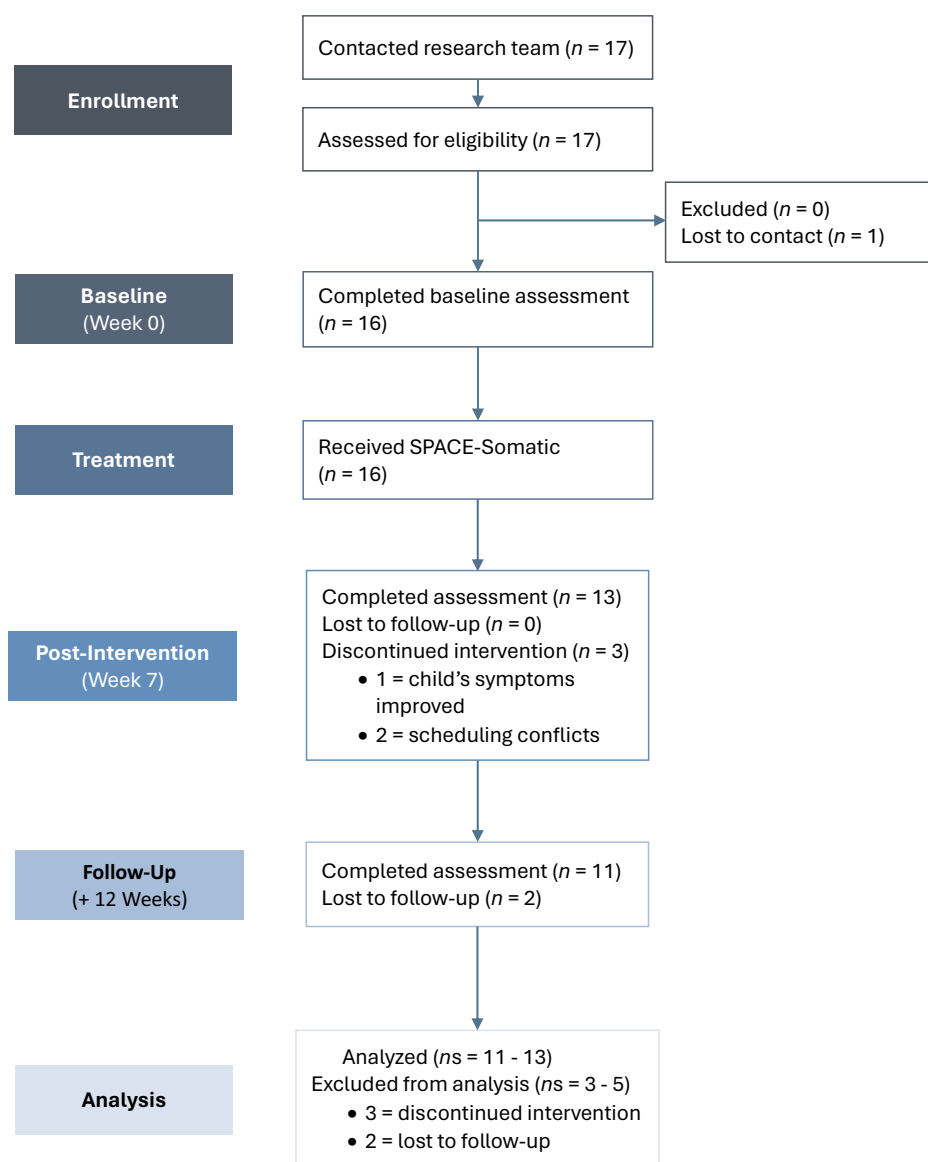 Contacted research team (n = 17)
Enrollment
Assessed for eligibility (n = 17)
Excluded (n = 0)
Lost to contact (n = 1)
Baseline
(Week 0)
Completed baseline assessment
(n = 16)
Treatment
Received SPACE-Somatic
(n = 16)
Post-Intervention
(Week 7)
Completed assessment (n = 13)
Lost to follow-up (n = 0)
Discontinued intervention (n = 3)
• 1 = child’s symptoms
improved
• 2 = scheduling conflicts
Follow-Up
(+ 12 Weeks)
Completed assessment (n = 11)
Lost to follow-up (n = 2)
Analysis
Analyzed (ns = 11 - 13)
Excluded from analysis (ns = 3 - 5)
• 3 = discontinued intervention
• 2 = lost to follow-up